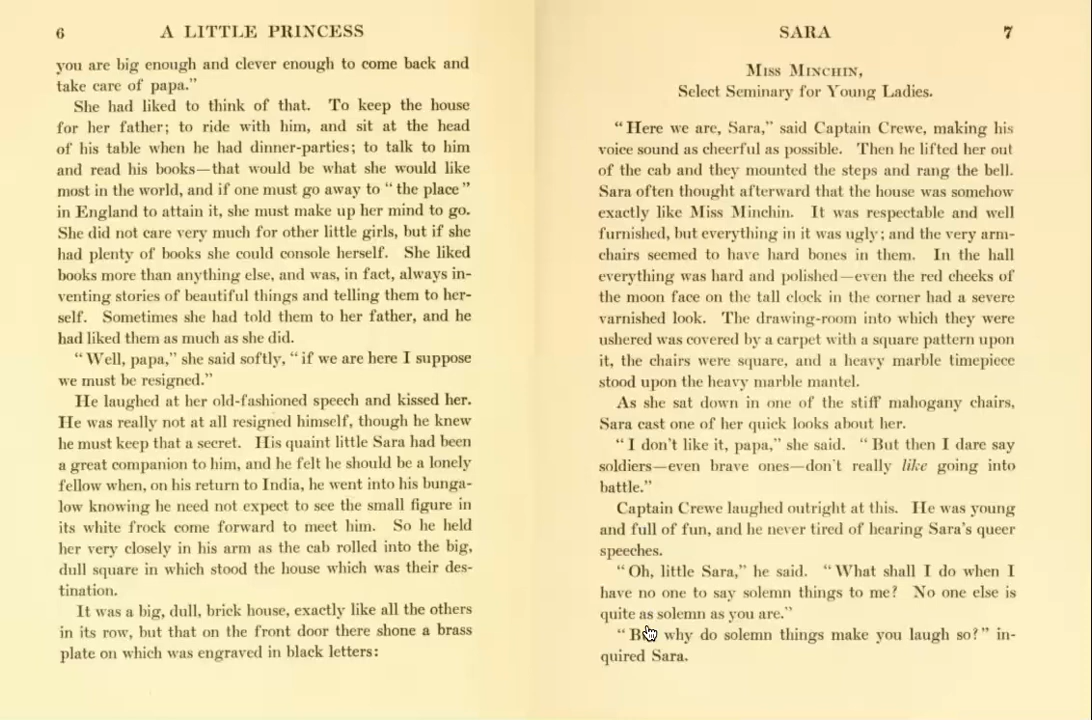 6 A LITTLE PRINCESS
you are big enough and clever enough to come back and
take care of papa."
She had liked to think of that. To keep the house
for her father; to ride with him, and sit at the head
of his table when he had dinner-parties; to talk to him
and read his books—that would be what she would like
most in the world, and if one must go away to "the place"
in England to attain it, she must make up her mind to go.
She did not care very much for other little girls, but if she
had plenty of books she could console herself. She liked
books more than anything else, and was, in fact, always in-
venting stories of beautiful things and telling them to her-
self. Sometimes she had told them to her father, and he
had liked them as much as she did.
"Well, papa," she said softly, "if we are here I suppose
we must be resigned."
He laughed at her old-fashioned speech and kissed her.
He was really not at all resigned himself, though he knew
he must keep that a secret. His quaint little Sara had been
a great companion to him, and he felt he should be a lonely
fellow when, on his return to India, he went into his bunga-
low knowing he need not expect to see the small figure in
its white frock come forward to meet him. So he held
her very closely in his arm as the cab rolled into the big,
dull square in which stood the house which was their des-
tination.
It was a big, dull, brick house, exactly like all the others
in its row, but that on the front door there shone a brass
plate on which was engraved in black letters:
SARA 7
Miss Minchin,
Select Seminary for Young Ladies.
"Here we are, Sara," said Captain Crewe, making his
voice sound as cheerful as possible. Then he lifted her out
of the cab and they mounted the steps and rang the bell.
Sara often thought afterward that the house was somehow
exactly like Miss Minchin. It was respectable and well
furnished, but everything in it was ugly; and the very arm-
chairs seemed to have hard bones in them. In the hall
everything was hard and polished—even the red cheeks of
the moon face on the tall clock in the corner had a severe
varnished look. The drawing-room into which they were
ushered was covered by a carpet with a square pattern upon
it, the chairs were square, and a heavy marble timepiece
stood upon the heavy marble mantel.
As she sat down in one of the stiff mahogany chairs,
Sara cast one of her quick looks about her.
"I don't like it, papa," she said. "But then I dare say
soldiers—even brave ones—don't really like going into
battle."
Captain Crewe laughed outright at this. He was young
and full of fun, and he never tired of hearing Sara's queer
speeches.
"Oh, little Sara," he said. "What shall I do when I
have no one to say solemn things to me? No one else is
quite as solemn as you are."
"But why do solemn things make you laugh so?" in-
quired Sara.